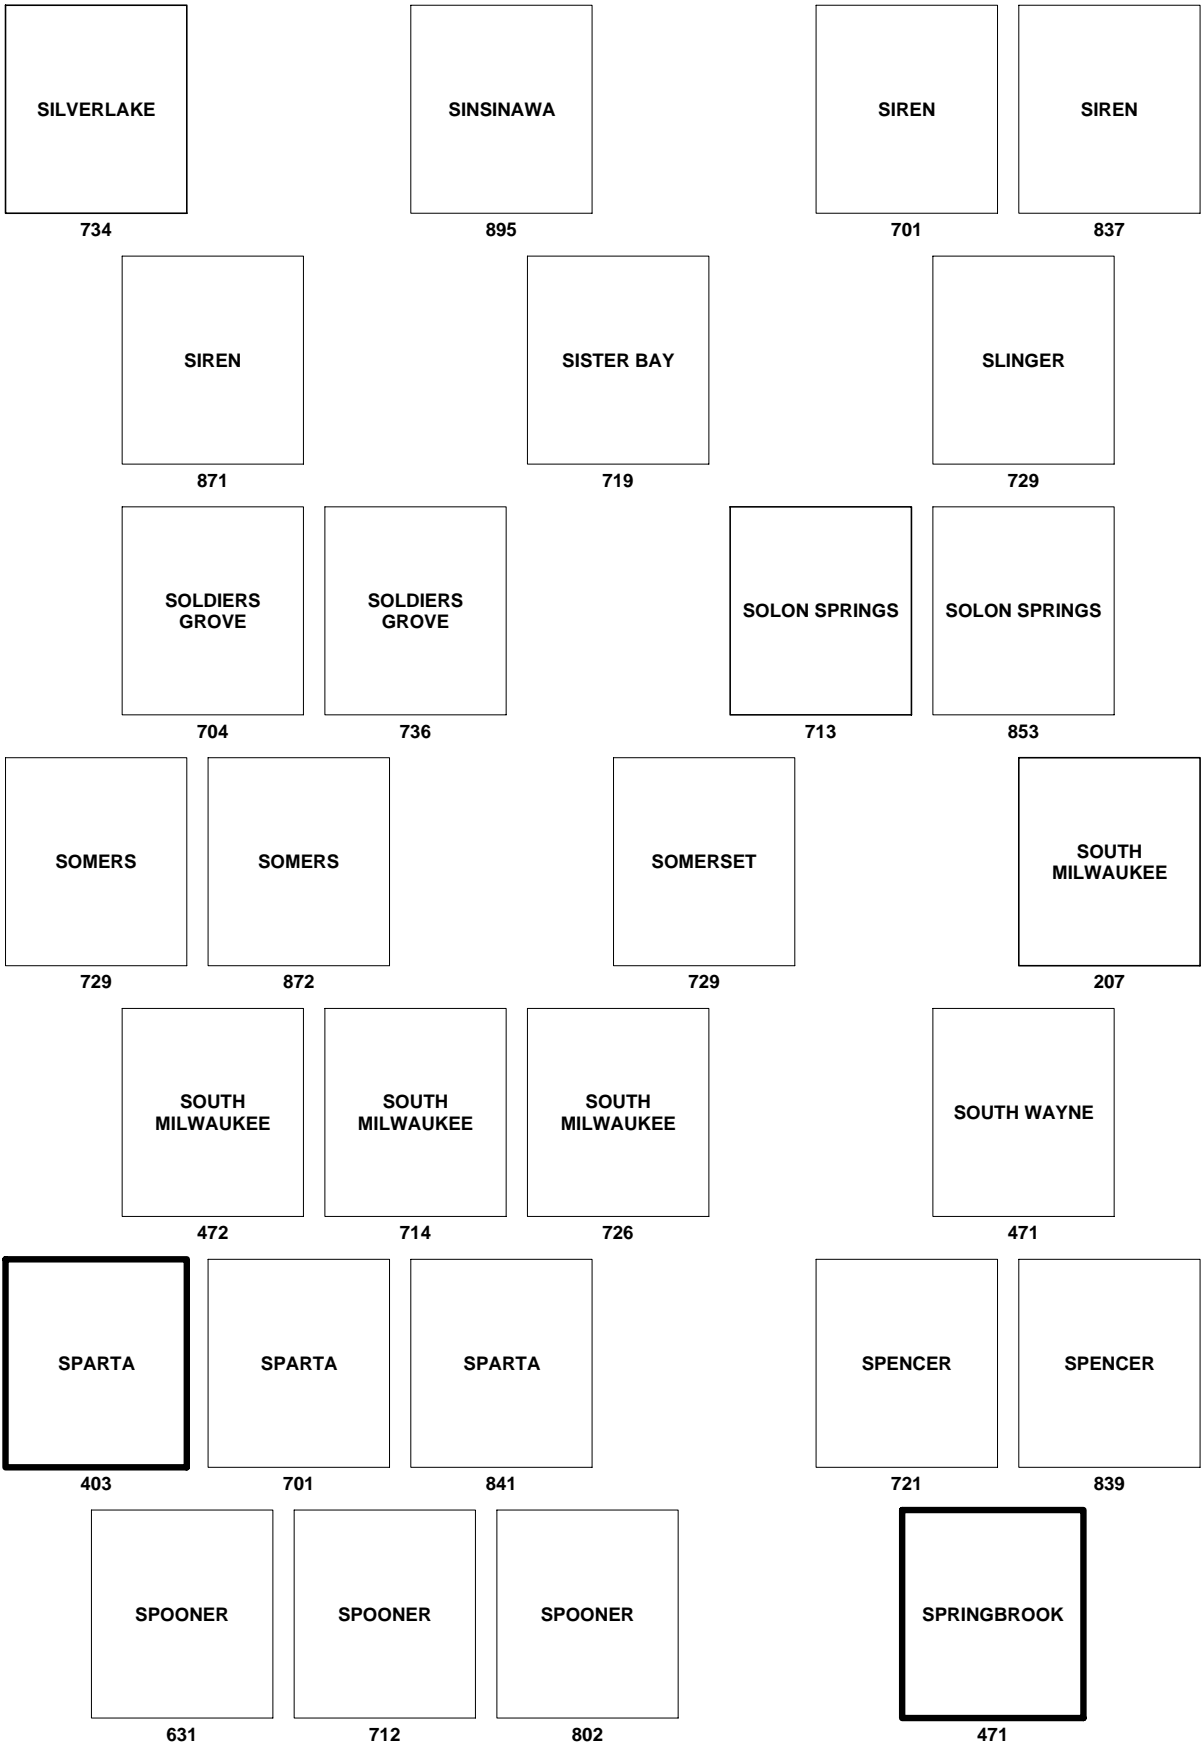 SILVERLAKE
SINSINAWA
SIREN
SIREN
734
895
701
837
SIREN
SISTER BAY
SLINGER
871
719
729
SOLDIERS
GROVE
SOLDIERS
GROVE
SOLON SPRINGS
SOLON SPRINGS
704
736
713
853
SOMERS
SOMERS
SOMERSET
SOUTH
MILWAUKEE
729
872
729
207
SOUTH
MILWAUKEE
SOUTH
MILWAUKEE
SOUTH
MILWAUKEE
SOUTH WAYNE
472
714
726
471
SPARTA
SPARTA
SPARTA
SPENCER
SPENCER
403
701
841
721
839
SPOONER
SPOONER
SPOONER
SPRINGBROOK
631
712
802
471